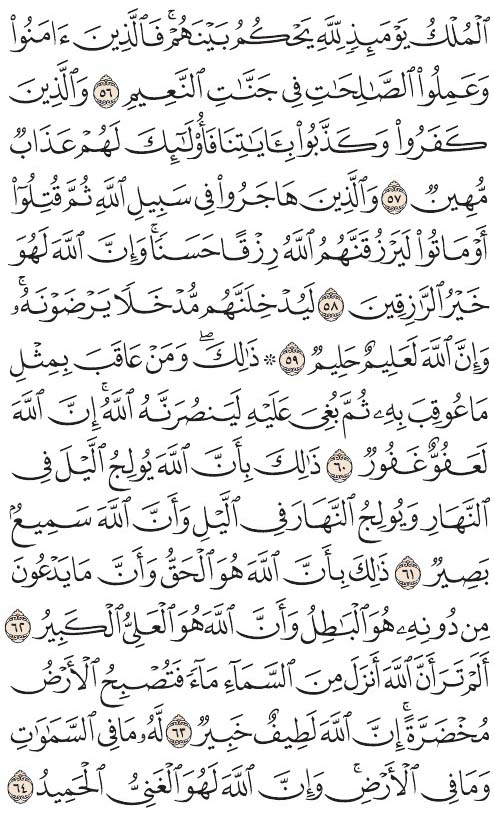 ٱلْمُلْكُ يَوْمَئِذٍ لِّلَّهِ يَحْكُمُ بَيْنَهُمْ ۚ فَٱلَّذِينَ ءَامَنُوا۟
وَعَمِلُوا۟ ٱلصَّٰلِحَٰتِ فِى جَنَّٰتِ ٱلنَّعِيمِ ٥٦ وَٱلَّذِينَ
كَفَرُوا۟ وَكَذَّبُوا۟ بِـَٔايَٰتِنَا فَأُو۟لَٰٓئِكَ لَهُمْ عَذَابٌ
مُّهِينٌ ٥٧ وَٱلَّذِينَ هَاجَرُوا۟ فِى سَبِيلِ ٱللَّهِ ثُمَّ قُتِلُوٓا۟
أَوْ مَاتُوا۟ لَيَرْزُقَنَّهُمُ ٱللَّهُ رِزْقًا حَسَنًا ۚ وَإِنَّ ٱللَّهَ لَهُوَ
خَيْرُ ٱلرَّٰزِقِينَ ٥٨ لَيُدْخِلَنَّهُم مُّدْخَلًا يَرْضَوْنَهُۥ ۗ
وَإِنَّ ٱللَّهَ لَعَلِيمٌ حَلِيمٌ ٥٩ ۞ ذَٰلِكَ ۖ وَمَنْ عَاقَبَ بِمِثْلِ
مَا عُوقِبَ بِهِۦ ثُمَّ بُغِىَ عَلَيْهِ لَيَنصُرَنَّهُ ٱللَّهُ ۗ إِنَّ ٱللَّهَ
لَعَفُوٌّ غَفُورٌ ٦٠ ذَٰلِكَ بِأَنَّ ٱللَّهَ يُولِجُ ٱلَّيْلَ فِى
ٱلنَّهَارِ وَيُولِجُ ٱلنَّهَارَ فِى ٱلَّيْلِ وَأَنَّ ٱللَّهَ سَمِيعٌۢ
بَصِيرٌ ٦١ ذَٰلِكَ بِأَنَّ ٱللَّهَ هُوَ ٱلْحَقُّ وَأَنَّ مَا يَدْعُونَ
مِن دُونِهِۦ هُوَ ٱلْبَٰطِلُ وَأَنَّ ٱللَّهَ هُوَ ٱلْعَلِىُّ ٱلْكَبِيرُ ٦٢
أَلَمْ تَرَ أَنَّ ٱللَّهَ أَنزَلَ مِنَ ٱلسَّمَآءِ مَآءً فَتُصْبِحُ ٱلْأَرْضُ
مُخْضَرَّةً ۗ إِنَّ ٱللَّهَ لَطِيفٌ خَبِيرٌ ٦٣ لَّهُۥ مَا فِى ٱلسَّمَٰوَٰتِ
وَمَا فِى ٱلْأَرْضِ ۗ وَإِنَّ ٱللَّهَ لَهُوَ ٱلْغَنِىُّ ٱلْحَمِيدُ ٦٤